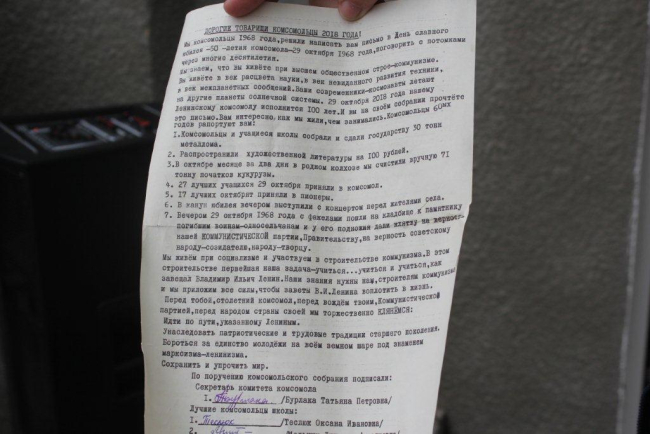 ДОРОГИЕ ТОВАРИЩИ КОМСОМОЛЬЦЫ 2018 ГОДА!
Мы комсомольцы 1968 года,решили написать вам письмо в День славного
юбилея -50 -летия комсомола-29 октября 1968 года,поговорить с потомками
через много десятилетия.
Мы знаем, что вы живёте при высшем общественном строе-коммунизме.
Вы живёте в век расцвета науки,в век невиданного развития техники,
в век межпланетных сообщений.Ваши современники-космонавты летают
на другие планеты солнечной системы. 29 октября 2018 года нашему
Ленинскому комсомолу исполнится 100 лет.И вы на своём собрании прочтёте
это письмо.Вам интересно,как мы жили,чем занимались.Комсомольцы 60ых
годов рапортует вам:
I.Комсомольцы и учащиеся школы собрали и сдали государству 30 тонн
металлома.
2. Распространили художественной литературы на 100 рублей.
3.В октябре месяце за два дня в родном колхозе мы счистили вручную 71
тонну початков кукурузы.
4. 27 лучших учащихся 29 октября приняли в комсомол.
5. 17 лучших октябрят приняли в пионеры.
6. В канун юбилея вечером выступили с концертом перед жителями села.
7. Вечером 29 октября 1968 года с факелами пошли на кладбище к памятнику
погибшим воинам-односельчанам и у его подножия дали клятву на верность
нашей КОММУНИСТИЧЕСКОЙ партии,Правительству,на верность советскому
народу-созидателю,народу-творцу.
Мы живём при социализме и участвуем в строительстве коммунизма.В этом
строительстве первейшая наша задача-учиться...учиться и учиться,как
завещал Владимир Ильич Ленин.Наши знания нужны нам,строителям коммунизма
и мы приложим все силы,чтобы заветы В.И.Ленина воплотить в жизнь.
Перед тобой,столетний комсомол,перед вождём твоим,Коммунистической
партией,перед народом страны своей мы торжественно КЛЯНЁМСЯ:
Идти по пути,указанному Лениным.
Унаследовать патриотические и трудовые традиции старшего поколения.
Бороться за единство молодёжи на всём земном шаре под знаменем
марксизма-ленинизма.
Сохранить и упрочить мир.
По поручению комсомольского собрания подписали:
Секретарь комитета комсомола
I. /Бурлака Татьяна Петровна/
Лучшие комсомольцы школы:
I. /Тослюк Оксана Ивановна/
2.